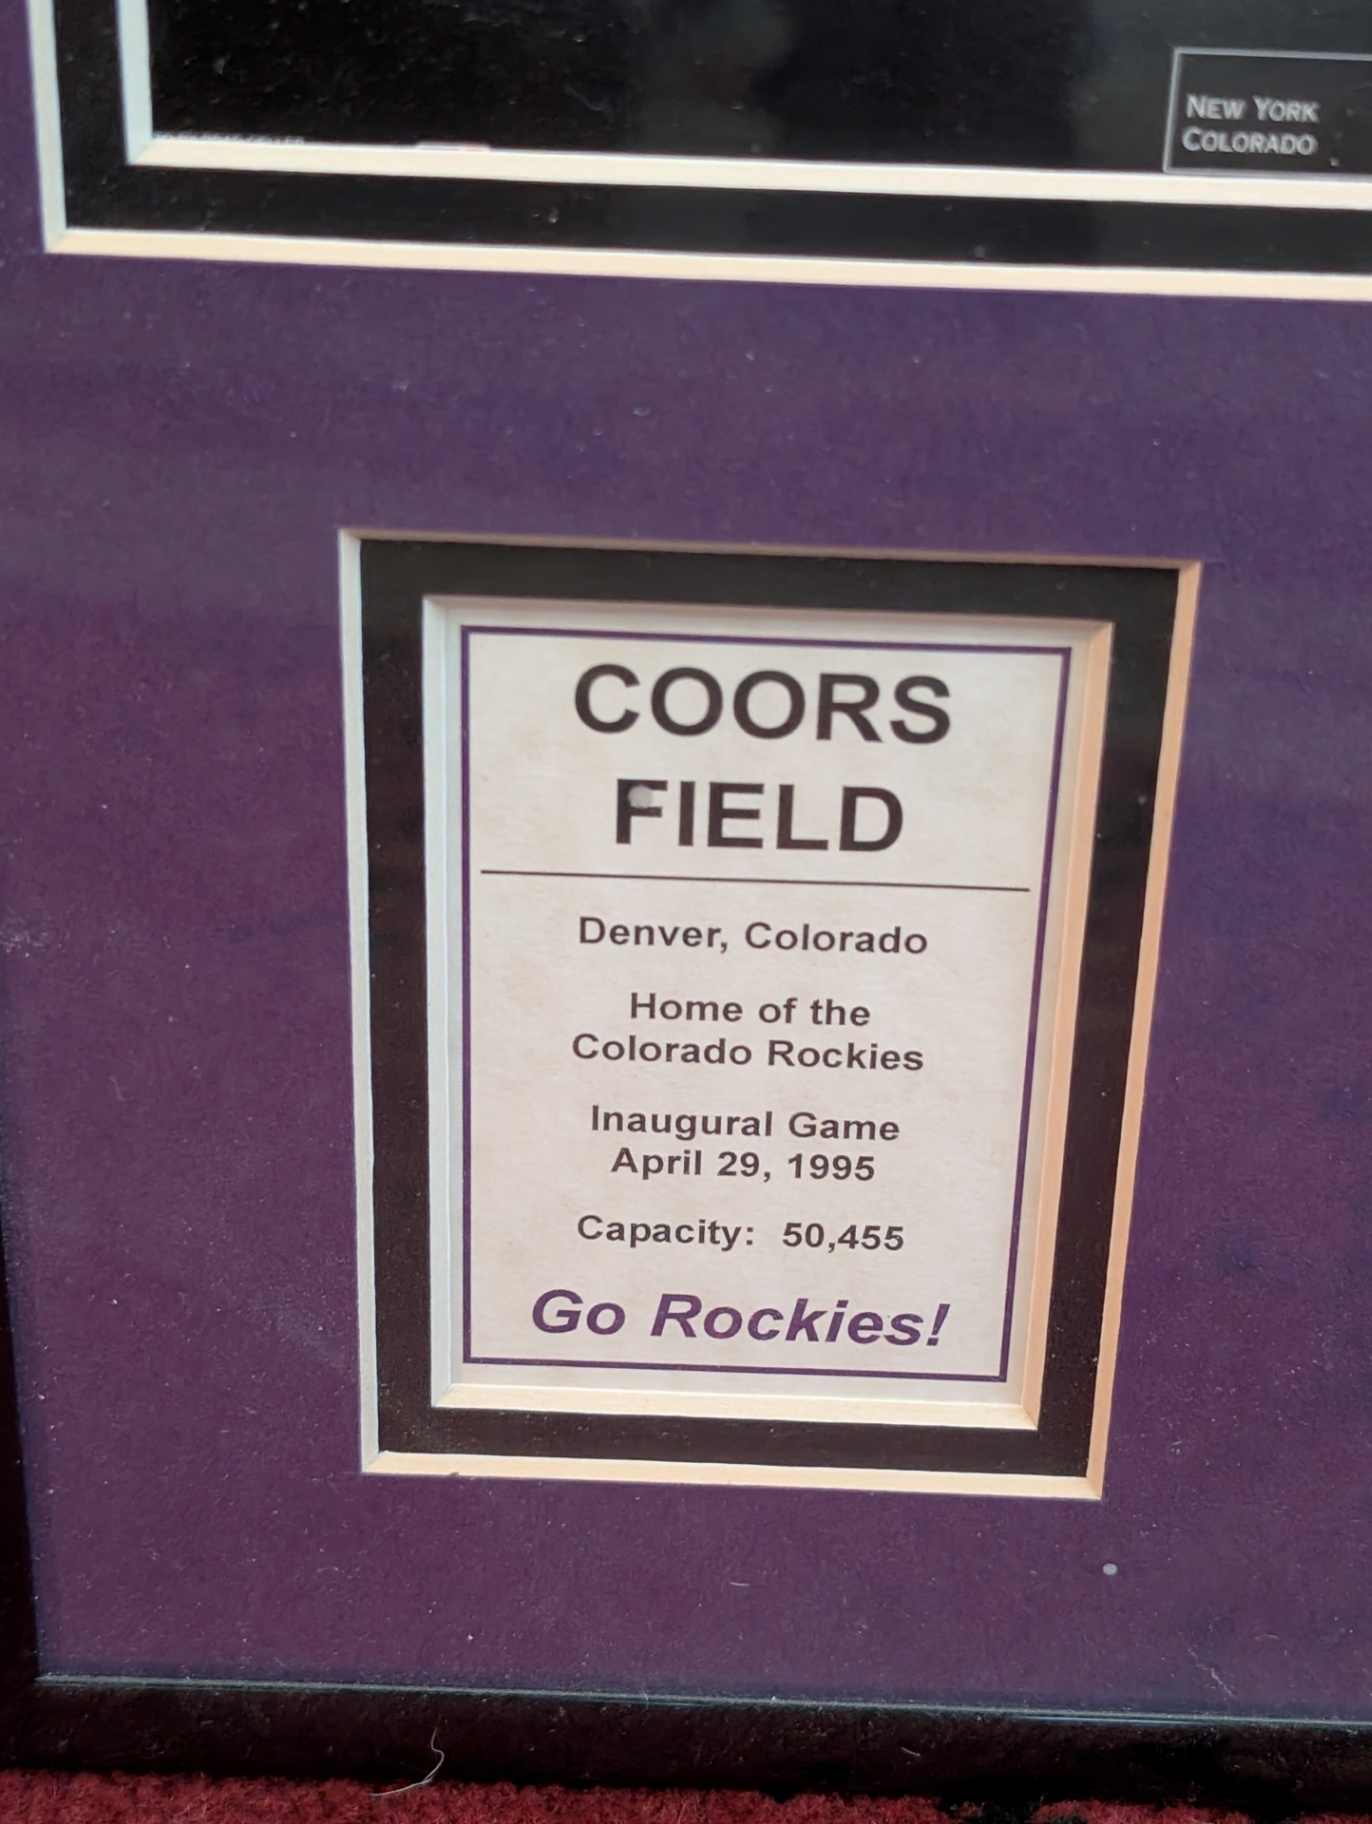 NEW YORK
COLORADO
COORS
FIELD
Denver, Colorado
Home of the
Colorado Rockies
Inaugural Game
April 29, 1995
Capacity: 50,455
Go Rockies!